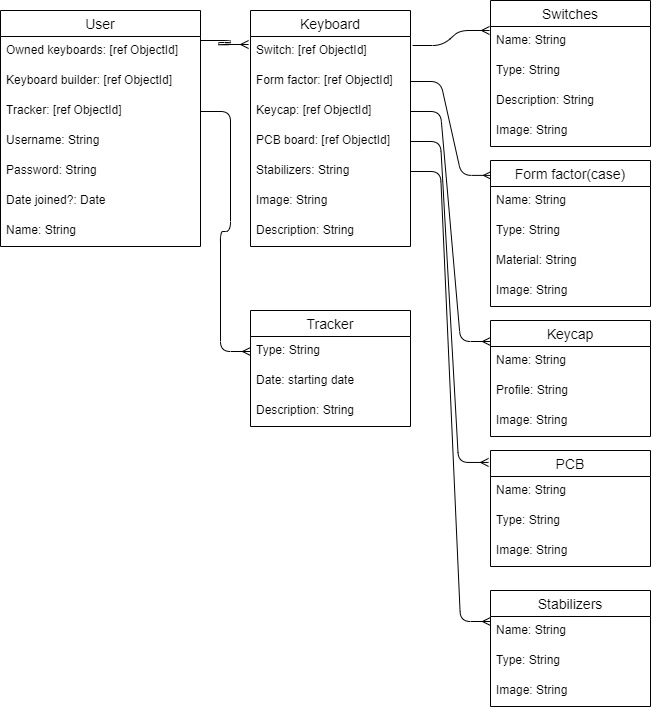 User
Owned keyboards: [ref ObjectId]
Keyboard builder: [ref ObjectId]
Tracker: [ref ObjectId]
Username: String
Password: String
Date joined?: Date
Name: String
Keyboard
Switch: [ref ObjectId]
Form factor: [ref ObjectId]
Keycap: [ref ObjectId]
PCB board: [ref ObjectId]
Stabilizers: String
Image: String
Description: String
Tracker
Type: String
Date: starting date
Description: String
Switches
Name: String
Type: String
Description: String
Image: String
Form factor(case)
Name: String
Type: String
Material: String
Image: String
Keycap
Name: String
Profile: String
Image: String
PCB
Name: String
Type: String
Image: String
Stabilizers
Name: String
Type: String
Image: String